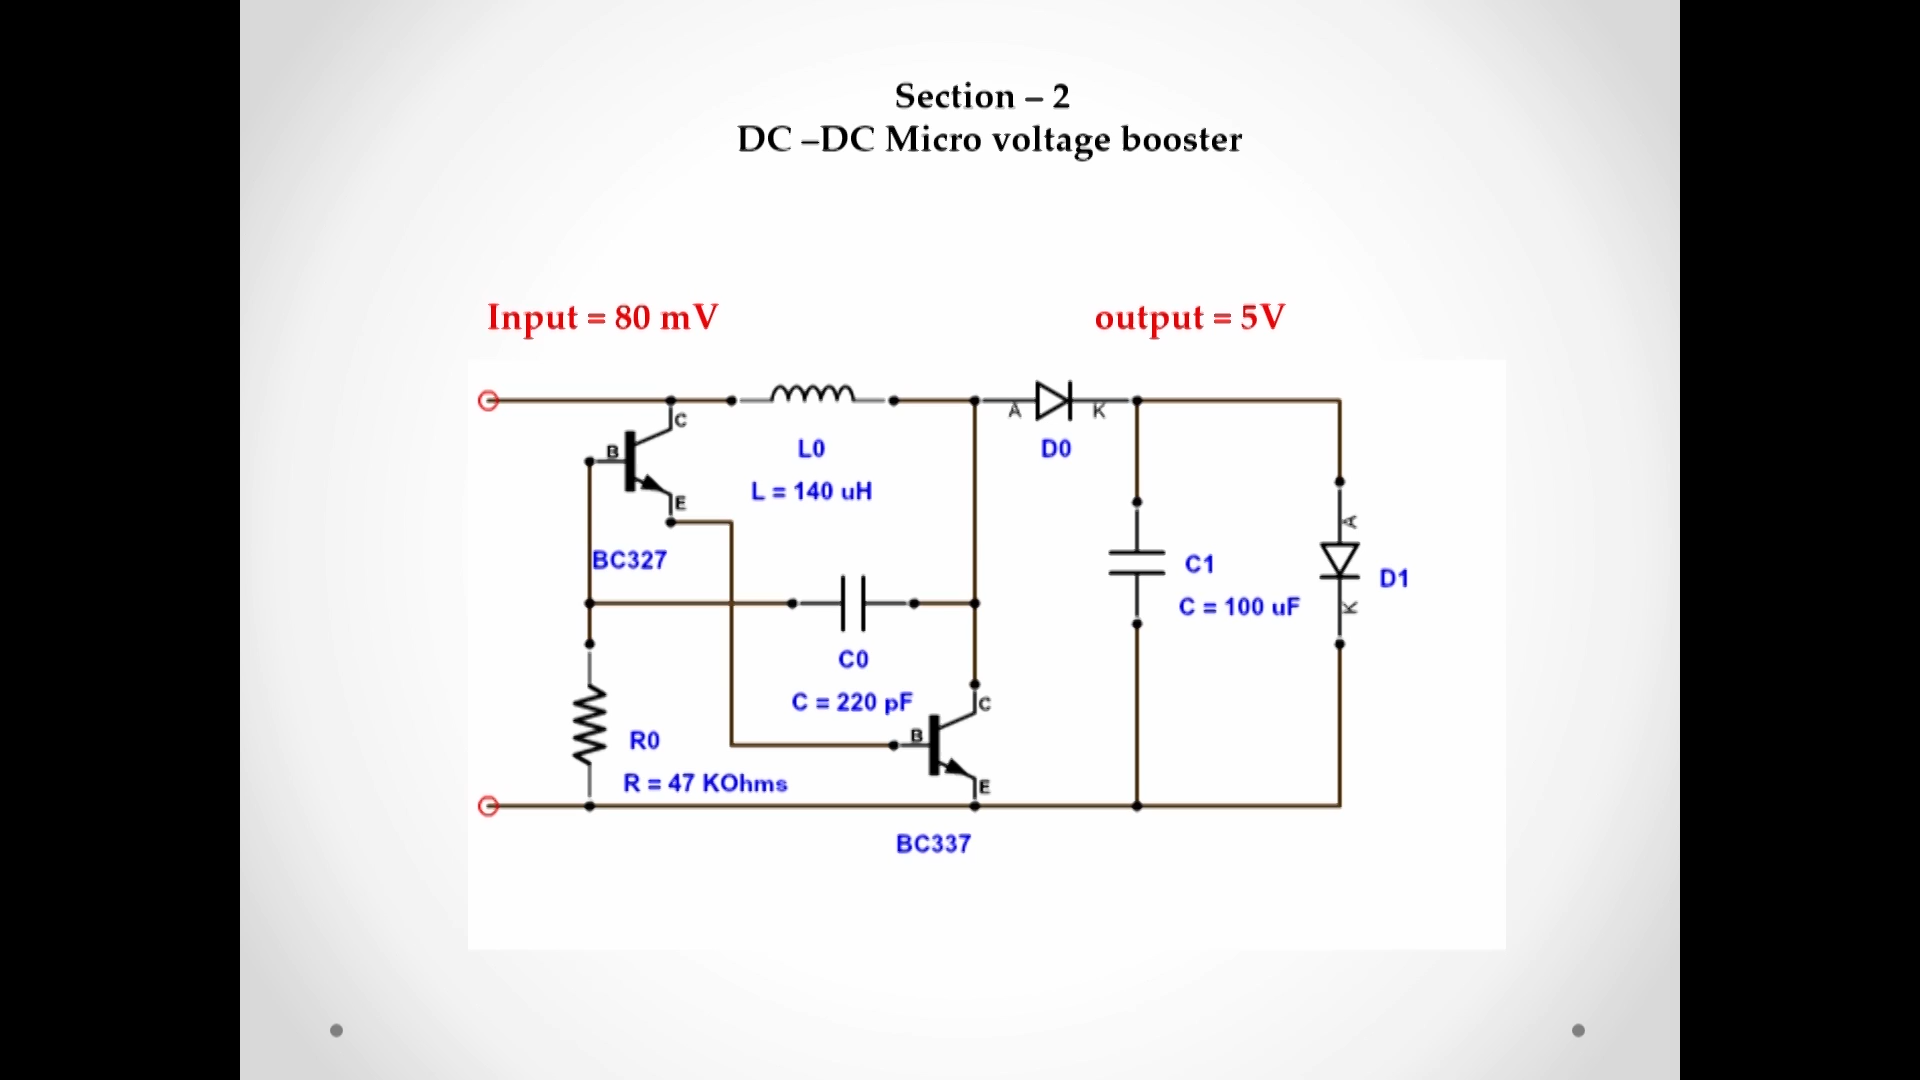 Section – 2
DC –DC Micro voltage booster
Input = 80 mV
output = 5V
A
K
C
B
L0
D0
L = 140 uH
E
A
BC327
C1
D1
C = 100 uF
K
C0
C = 220 pF
C
B
R0
R = 47 KOhms
E
BC337